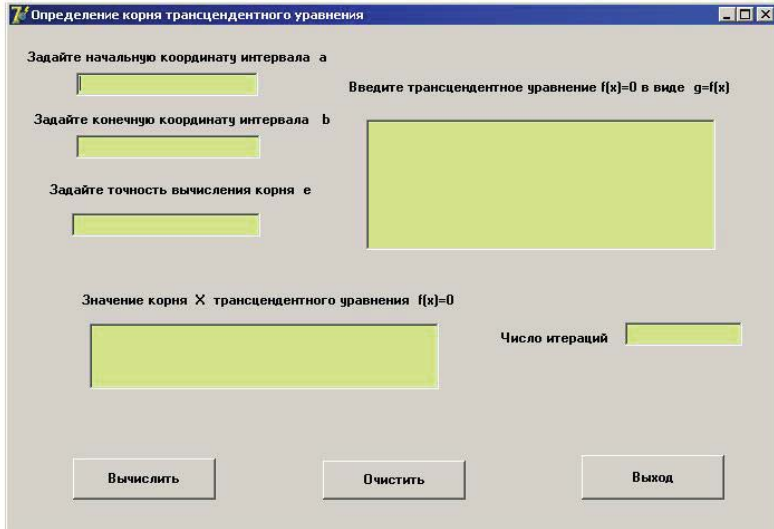 Определение корня трансцендентного уравнения
Задайте начальную координату интервала a
Введите трансцендентное уравнение f(x)=0 в виде g=f(x)
Задайте конечную координату интервала b
Задайте точность вычисления корня e
Значение корня X трансцендентного уравнения f(x)=0
Число итераций
Вычислить
Очистить
Выход